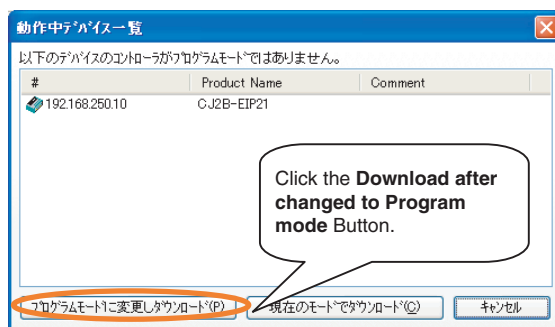 動作中ﾃﾞﾊﾞｲｽ一覧
以下のﾃﾞﾊﾞｲｽのｺﾝﾄﾛｰﾗがﾌﾟﾛｸﾞﾗﾑﾓｰﾄﾞではありません。
# Product Name Comment
192.168.250.10 CJ2B-EIP21
Click the Download after
changed to Program
mode Button.
ﾌﾟﾛｸﾞﾗﾑﾓｰﾄﾞに変更しﾀﾞｳﾝﾛｰﾄﾞ(P) 現在のﾓｰﾄﾞでﾀﾞｳﾝﾛｰﾄﾞ(C) ｷｬﾝｾﾙ